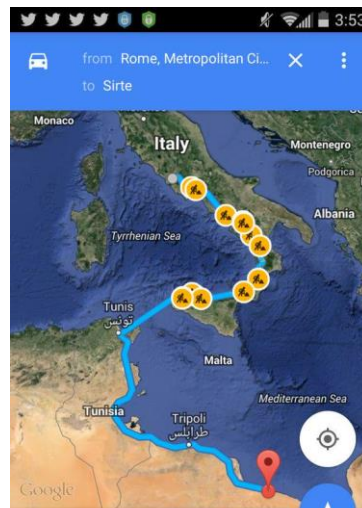 3:53
from Rome, Metropolitan Ci...
to Sirte
Monaco
Italy
Montenegro
Podgorica
Albania
Tyrrhenian Sea
Tunis
تونس
Malta
Mediterranean Sea
Tunisia
Tripoli
طرابلس
Google